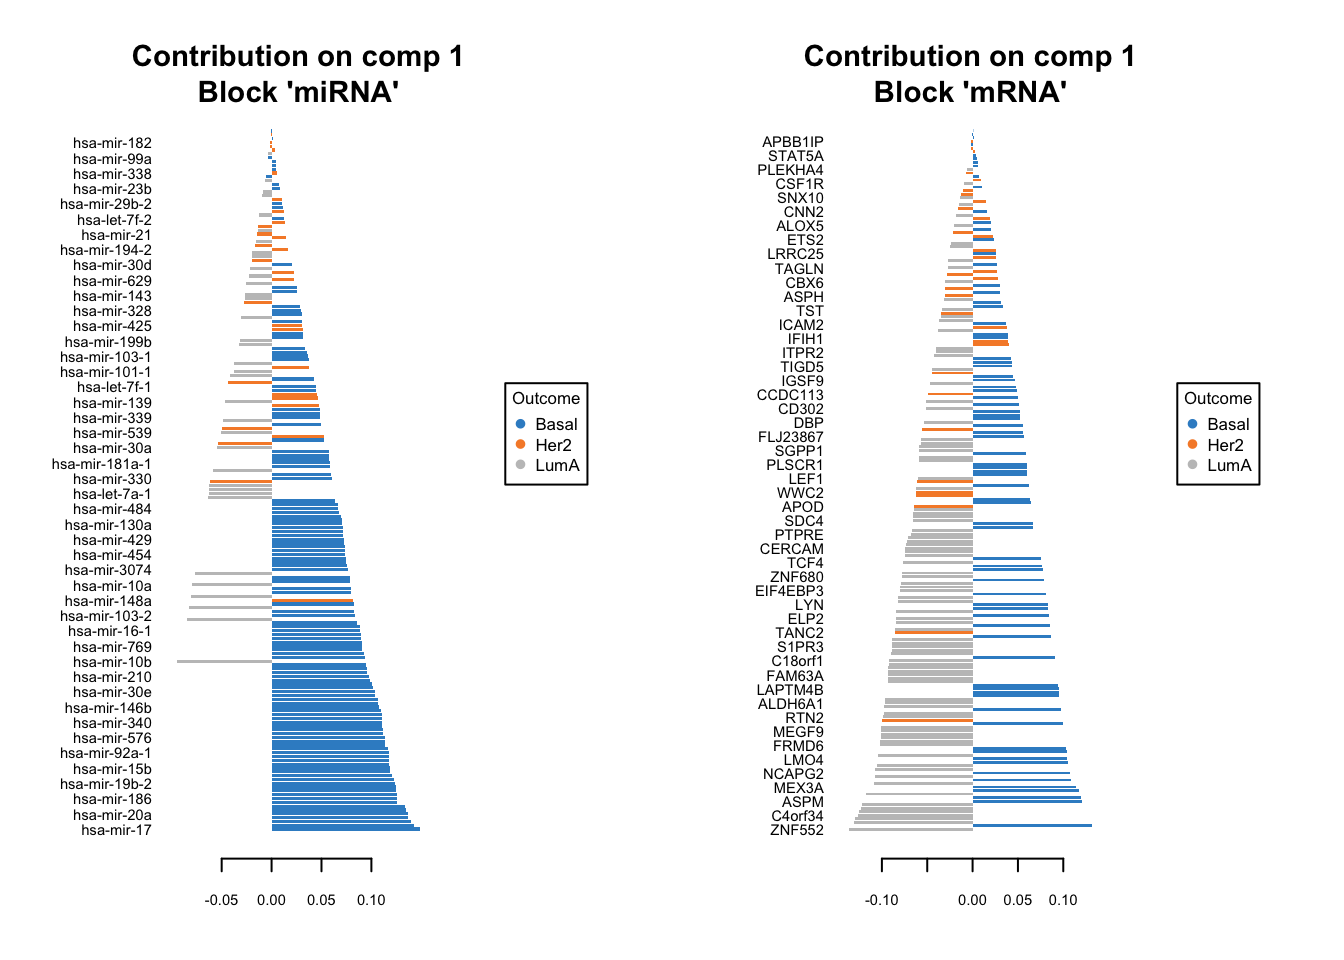 Contribution on comp 1
Block 'miRNA'
hsa-mir-182
hsa-mir-99a
hsa-mir-338
hsa-mir-23b
hsa-mir-29b-2
hsa-let-7f-2
hsa-mir-21
hsa-mir-194-2
hsa-mir-30d
hsa-mir-629
hsa-mir-143
hsa-mir-328
hsa-mir-425
hsa-mir-199b
hsa-mir-103-1
hsa-mir-101-1
hsa-let-7f-1
hsa-mir-139
hsa-mir-339
hsa-mir-539
hsa-mir-30a
hsa-mir-181a-1
hsa-mir-330
hsa-let-7a-1
hsa-mir-484
hsa-mir-130a
hsa-mir-429
hsa-mir-454
hsa-mir-3074
hsa-mir-10a
hsa-mir-148a
hsa-mir-103-2
hsa-mir-16-1
hsa-mir-769
hsa-mir-10b
hsa-mir-210
hsa-mir-30e
hsa-mir-146b
hsa-mir-340
hsa-mir-576
hsa-mir-92a-1
hsa-mir-15b
hsa-mir-19b-2
hsa-mir-186
hsa-mir-20a
hsa-mir-17
-0.05 0.00 0.05 0.10
Outcome
Basal
Her2
LumA
Contribution on comp 1
Block 'mRNA'
APBB1IP
STAT5A
PLEKHA4
CSF1R
SNX10
CNN2
ALOX5
ETS2
LRRC25
TAGLN
CBX6
ASPH
TST
ICAM2
IFIH1
ITPR2
TIGD5
IGSF9
CCDC113
CD302
DBP
FLJ23867
SGPP1
PLSCR1
LEF1
WWC2
APOD
SDC4
PTPRE
CERCAM
TCF4
ZNF680
EIF4EBP3
LYN
ELP2
TANC2
S1PR3
C18orf1
FAM63A
LAPTM4B
ALDH6A1
RTN2
MEGF9
FRMD6
LMO4
NCAPG2
MEX3A
ASPM
C4orf34
ZNF552
-0.10 0.00 0.05 0.10
Outcome
Basal
Her2
LumA